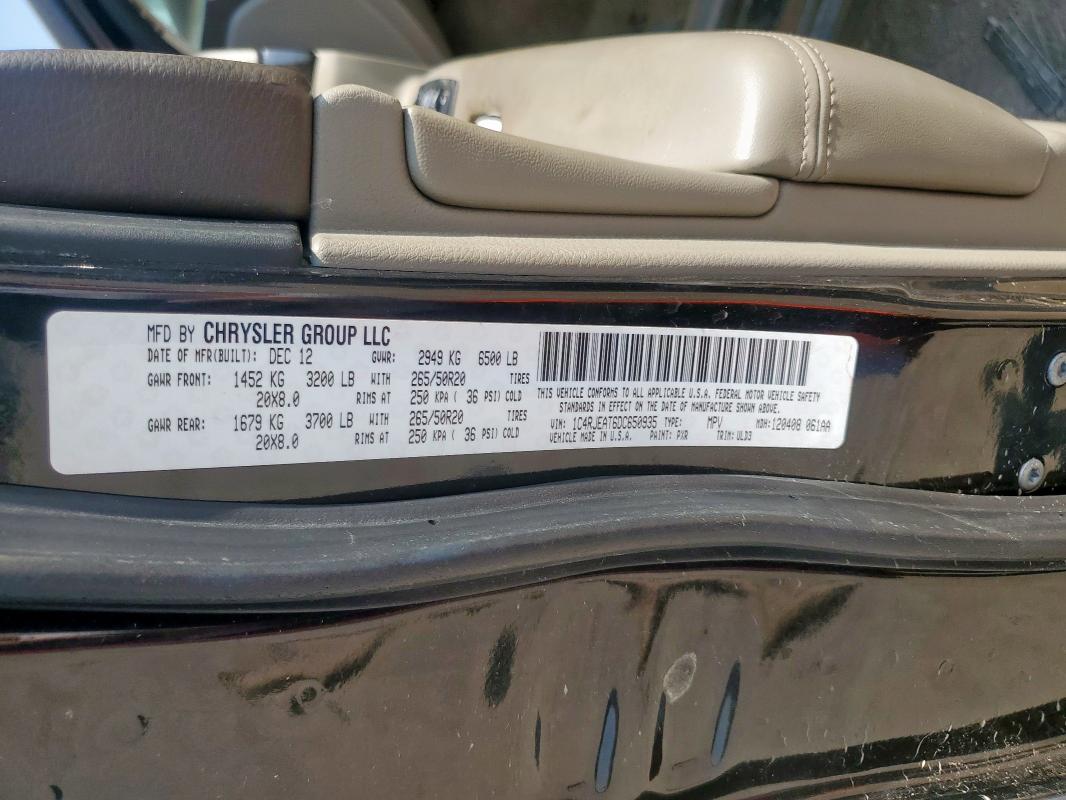 MFD BY CHRYSLER GROUP LLC
DATE OF MFR(BUILT): DEC 12 GVWR: 2949 KG 6500 LB
GAWR FRONT: 1452 KG 3200 LB WITH 265/50R20 TIRES
20X8.0 RIMS AT 250 KPA ( 36 PSI) COLD
GAWR REAR: 1679 KG 3700 LB WITH 265/50R20 TIRES
20X8.0 RIMS AT 250 KPA ( 36 PSI) COLD
THIS VEHICLE CONFORMS TO ALL APPLICABLE U.S.A. FEDERAL MOTOR VEHICLE SAFETY
STANDARDS IN EFFECT ON THE DATE OF MANUFACTURE SHOWN ABOVE.
VIN: 1C4RJEAT6DC650935 TYPE: MPV MDH: 120408 061AA
VEHICLE MADE IN U.S.A. PAINT: PXR TRIM: ULD3